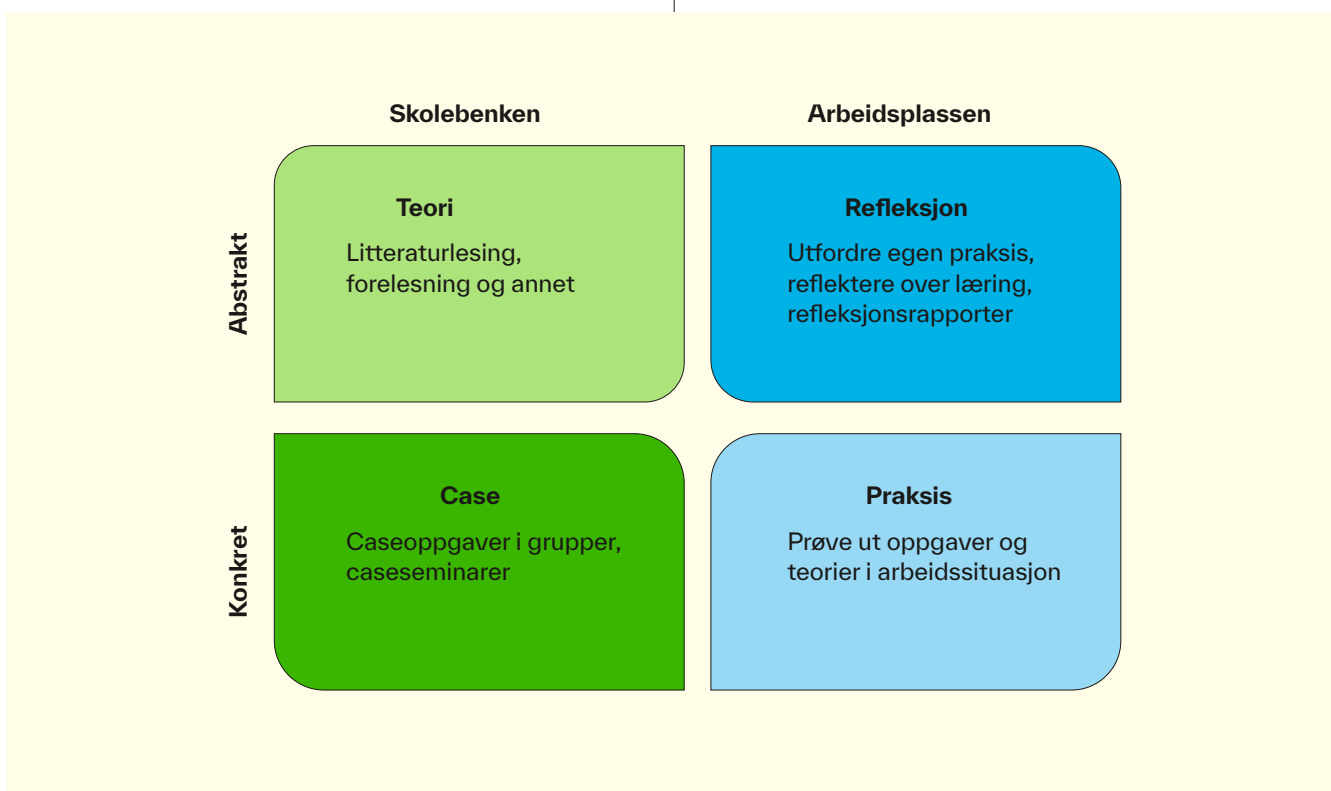 Skolebenken
Arbeidsplassen
Abstrakt
Teori
Litteraturlesing,
forelesning og annet
Refleksjon
Utfordre egen praksis,
reflektere over læring,
refleksjonsrapporter
Konkret
Case
Caseoppgaver i grupper,
caseseminarer
Praksis
Prøve ut oppgaver og
teorier i arbeidssituasjon